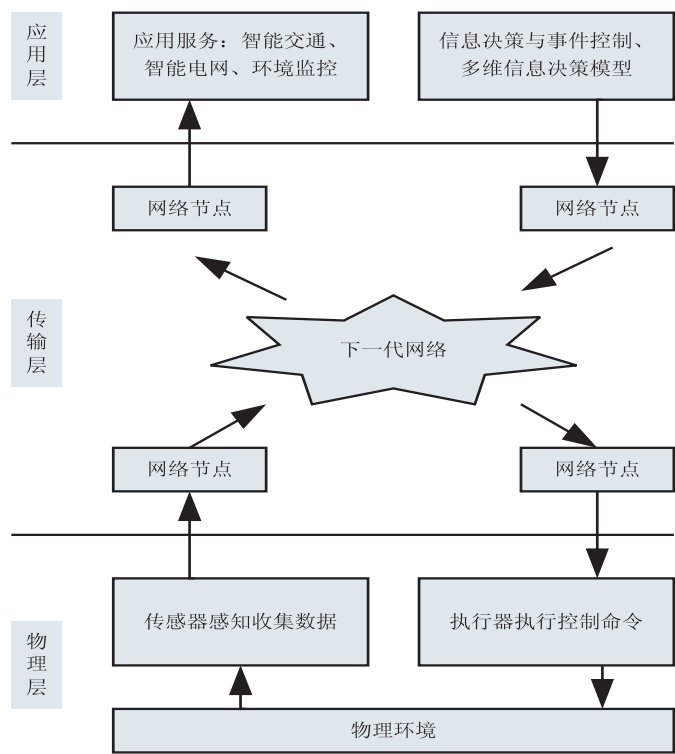 应用层
应用服务：智能交通、
智能电网、环境监控
信息决策与事件控制、
多维信息决策模型
网络节点
网络节点
传输层
下一代网络
网络节点
网络节点
传感器感知收集数据
执行器执行控制命令
物理层
物理环境